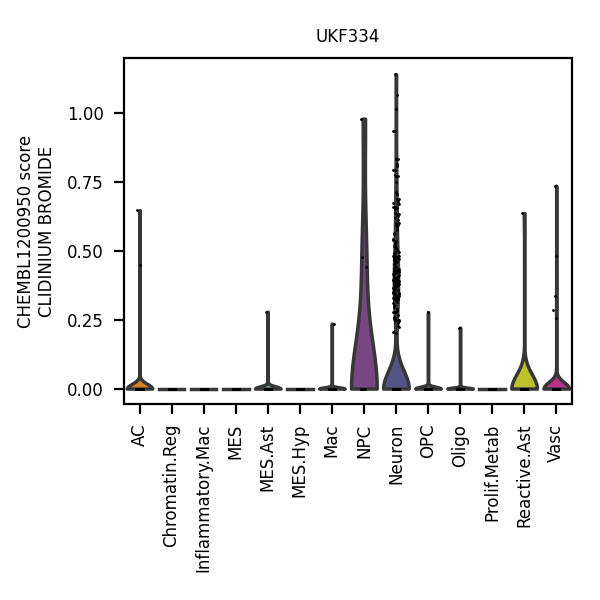 UKF334
CHEMBL1200950 score
CLIDINIUM BROMIDE
1.00
0.75
0.50
0.25
0.00
AC
Chromatin.Reg
Inflammatory.Mac
MES
MES.Ast
MES.Hyp
Mac
NPC
Neuron
OPC
Oligo
Prolif.Metab
Reactive.Ast
Vasc